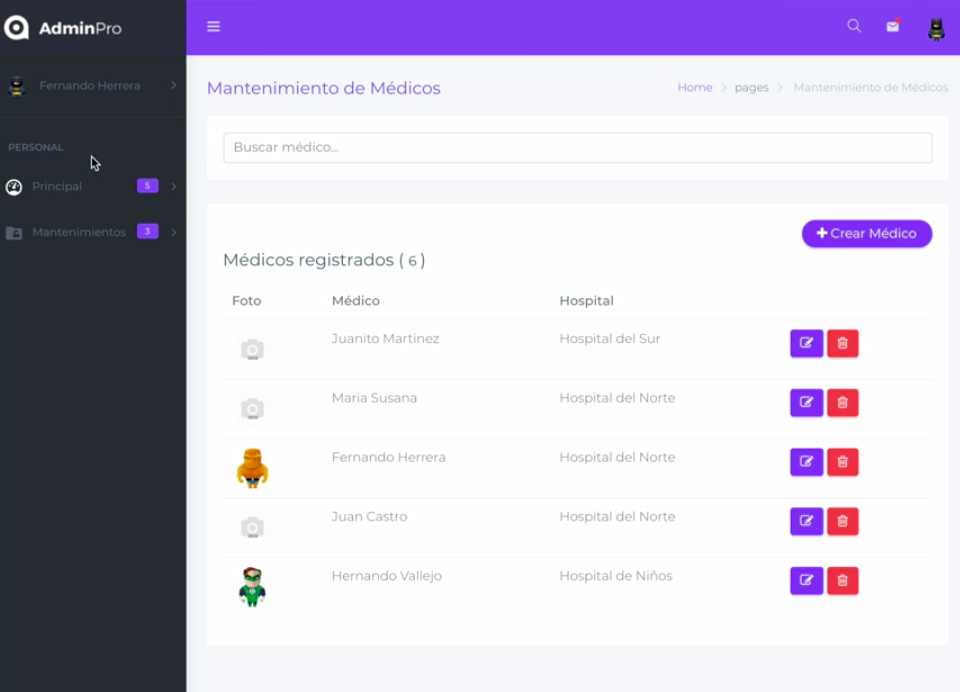 AdminPro
Fernando Herrera
PERSONAL
Principal 5
Mantenimientos 3
Mantenimiento de Médicos
Home > pages > Mantenimiento de Médicos
Buscar médico...
Crear Médico
Médicos registrados ( 6 )
Foto Médico Hospital
Juanito Martinez Hospital del Sur
Maria Susana Hospital del Norte
Fernando Herrera Hospital del Norte
Juan Castro Hospital del Norte
Hernando Vallejo Hospital de Niños